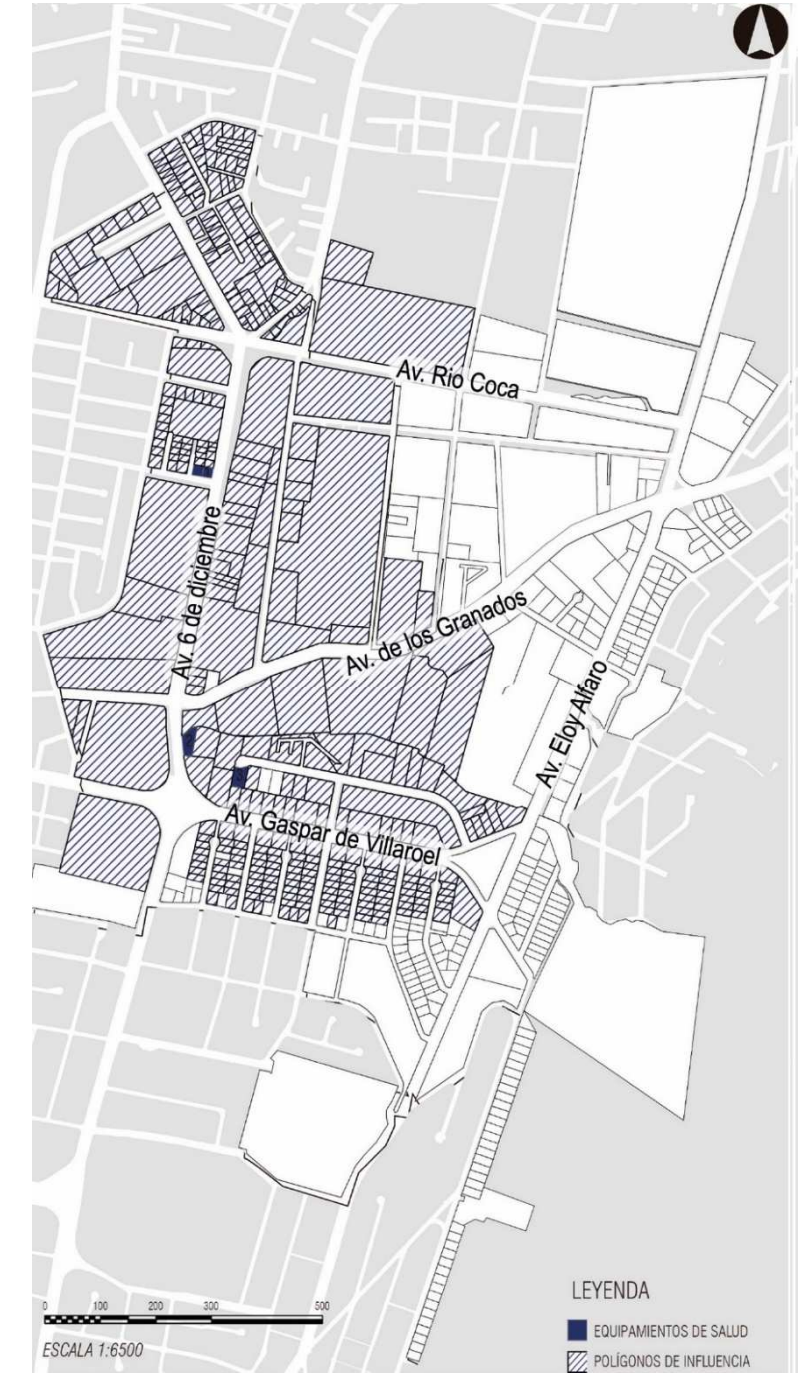 Av. Rio Coca
Av. 6 de diciembre
Av. de los Granados
Av. Eloy Alfaro
Av. Gaspar de Villaroel
LEYENDA
0 100 200 300 500
EQUIPAMIENTOS DE SALUD
ESCALA 1:6500
POLÍGONOS DE INFLUENCIA